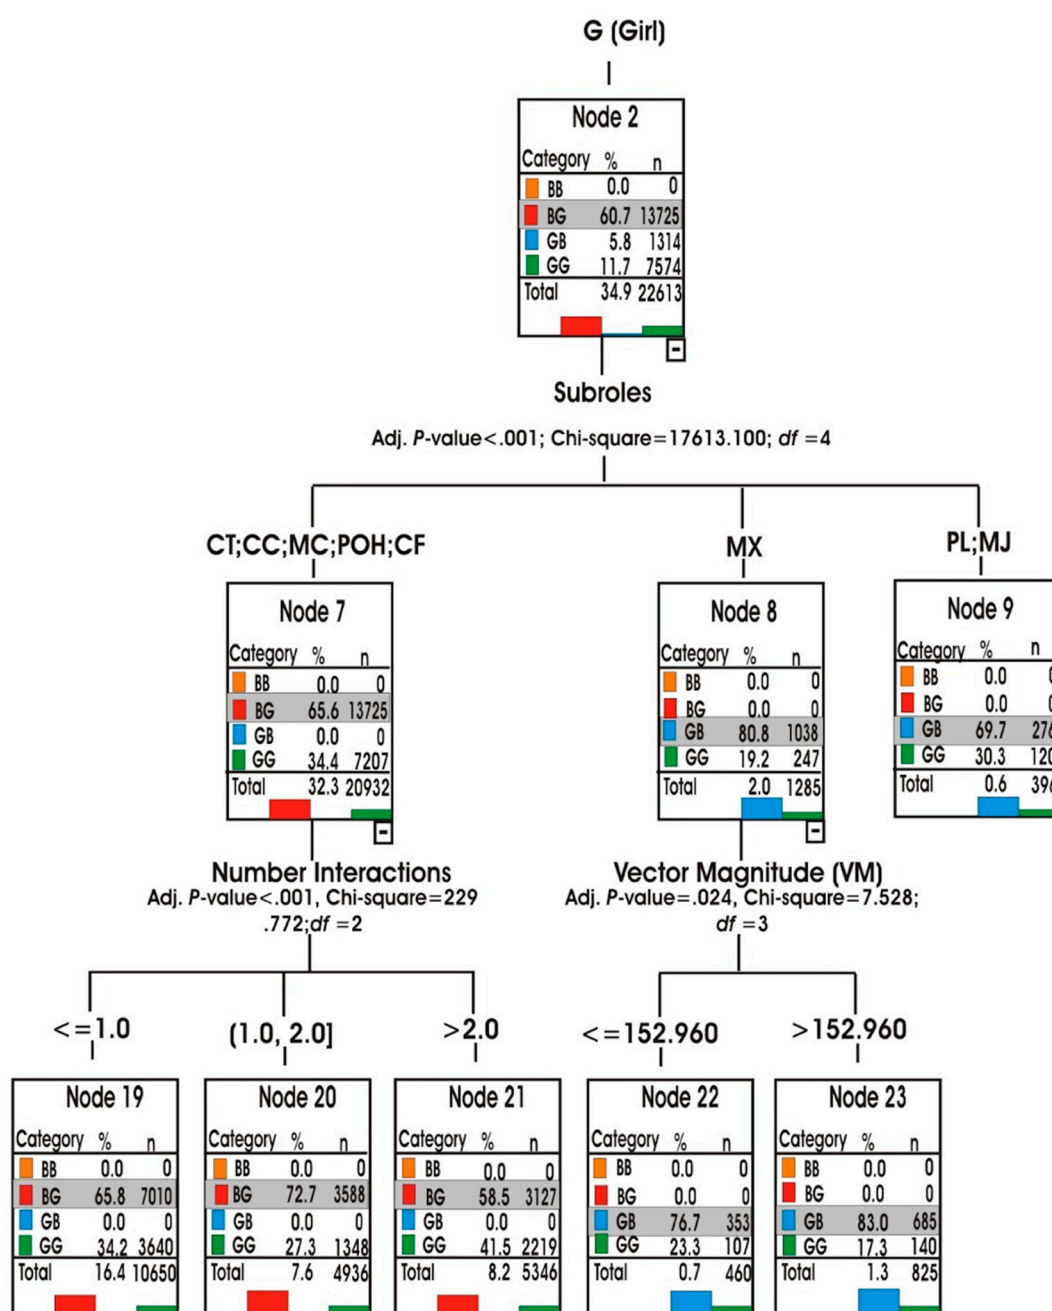 G (Girl)
Node 2
Category % n
BB 0.0 0
BG 60.7 13725
GB 5.8 1314
GG 11.7 7574
Total 34.9 22613
-
Subroles
Adj. P-value<.001; Chi-square=17613.100; df =4
CT;CC;MC;POH;CF
MX
PL;MJ
Node 7
Category % n
BB 0.0 0
BG 65.6 13725
GB 0.0 0
GG 34.4 7207
Total 32.3 20932
-
Node 8
Category % n
BB 0.0 0
BG 0.0 0
GB 80.8 1038
GG 19.2 247
Total 2.0 1285
-
Node 9
Category % n
BB 0.0 0
BG 0.0 0
GB 69.7 276
GG 30.3 120
Total 0.6 396
Number Interactions
Adj. P-value<.001, Chi-square=229
.772;df =2
Vector Magnitude (VM)
Adj. P-value=.024, Chi-square=7.528;
df =3
<=1.0
(1.0, 2.0]
>2.0
<=152.960
>152.960
Node 19
Category % n
BB 0.0 0
BG 65.8 7010
GB 0.0 0
GG 34.2 3640
Total 16.4 10650
Node 20
Category % n
BB 0.0 0
BG 72.7 3588
GB 0.0 0
GG 27.3 1348
Total 7.6 4936
Node 21
Category % n
BB 0.0 0
BG 58.5 3127
GB 0.0 0
GG 41.5 2219
Total 8.2 5346
Node 22
Category % n
BB 0.0 0
BG 0.0 0
GB 76.7 353
GG 23.3 107
Total 0.7 460
Node 23
Category % n
BB 0.0 0
BG 0.0 0
GB 83.0 685
GG 17.3 140
Total 1.3 825